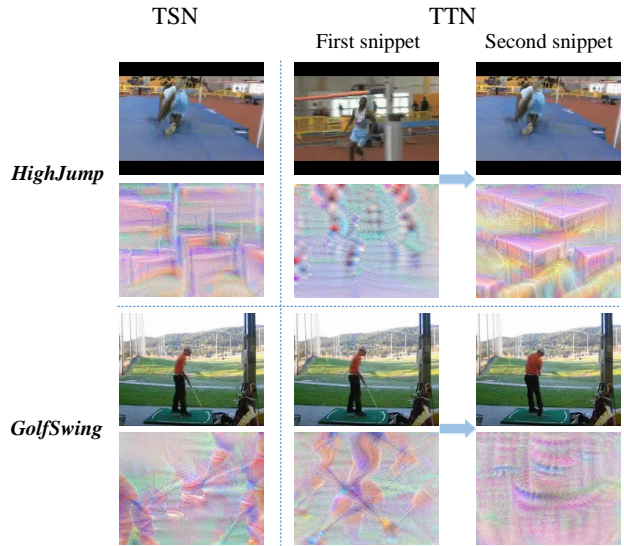 TSN
TTN
First snippet
Second snippet
HighJump
GolfSwing